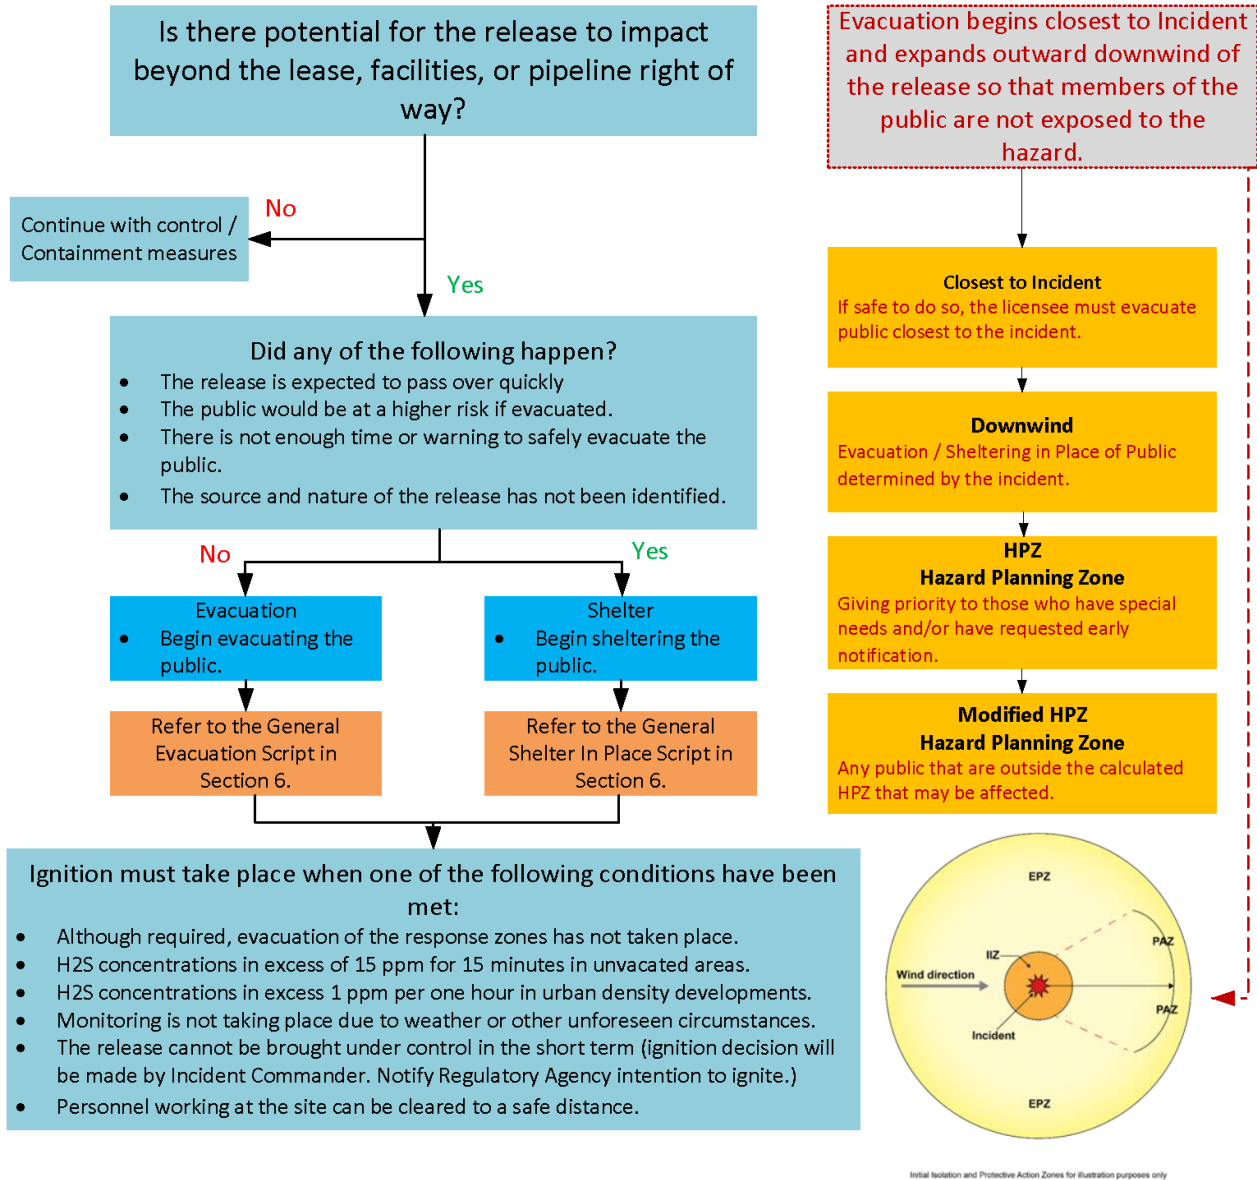 Is there potential for the release to impact
beyond the lease, facilities, or pipeline right of
way?
No
Continue with control /
Containment measures
Yes
Did any of the following happen?
• The release is expected to pass over quickly
• The public would be at a higher risk if evacuated.
• There is not enough time or warning to safely evacuate the
public.
• The source and nature of the release has not been identified.
No
Yes
Evacuation
• Begin evacuating the
public.
Shelter
• Begin sheltering the
public.
Refer to the General
Evacuation Script in
Section 6.
Refer to the General
Shelter In Place Script in
Section 6.
Ignition must take place when one of the following conditions have been
met:
• Although required, evacuation of the response zones has not taken place.
• H2S concentrations in excess of 15 ppm for 15 minutes in unvacated areas.
• H2S concentrations in excess 1 ppm per one hour in urban density developments.
• Monitoring is not taking place due to weather or other unforeseen circumstances.
• The release cannot be brought under control in the short term (ignition decision will
be made by Incident Commander. Notify Regulatory Agency intention to ignite.)
• Personnel working at the site can be cleared to a safe distance.
Evacuation begins closest to Incident
and expands outward downwind of
the release so that members of the
public are not exposed to the
hazard.
Closest to Incident
If safe to do so, the licensee must evacuate
public closest to the incident.
Downwind
Evacuation / Sheltering in Place of Public
determined by the incident.
HPZ
Hazard Planning Zone
Giving priority to those who have special
needs and/or have requested early
notification.
Modified HPZ
Hazard Planning Zone
Any public that are outside the calculated
HPZ that may be affected.
EPZ
PAZ
IIZ
Wind direction
PAZ
Incident
EPZ
Initial Isolation and Protective Action Zones for illustration purposes only